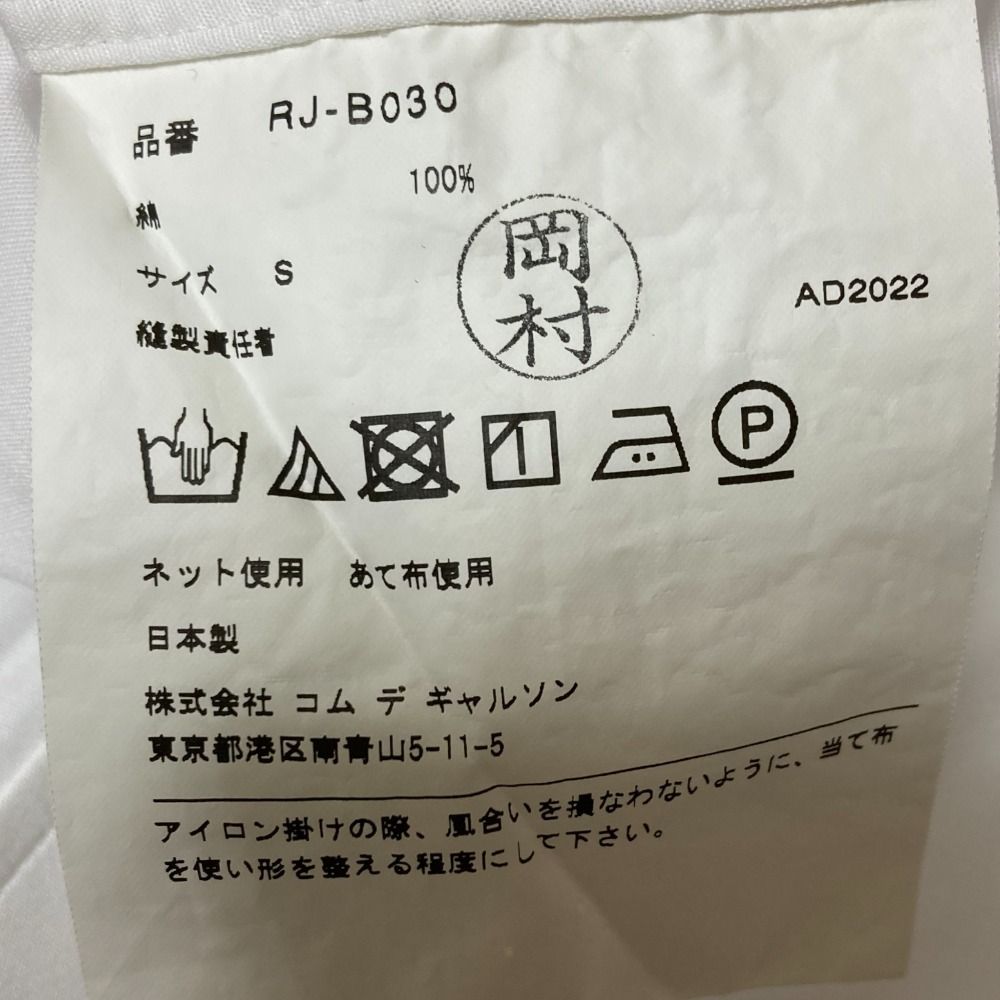 品番 RJ-B030
綿 100%
サイズ S
縫製責任者
岡村
AD2022
P
ネット使用 あて布使用
日本製
株式会社 コム デ ギャルソン
東京都港区南青山5-11-5
アイロン掛けの際、風合いを損なわないように、当て布
を使い形を整える程度にして下さい。